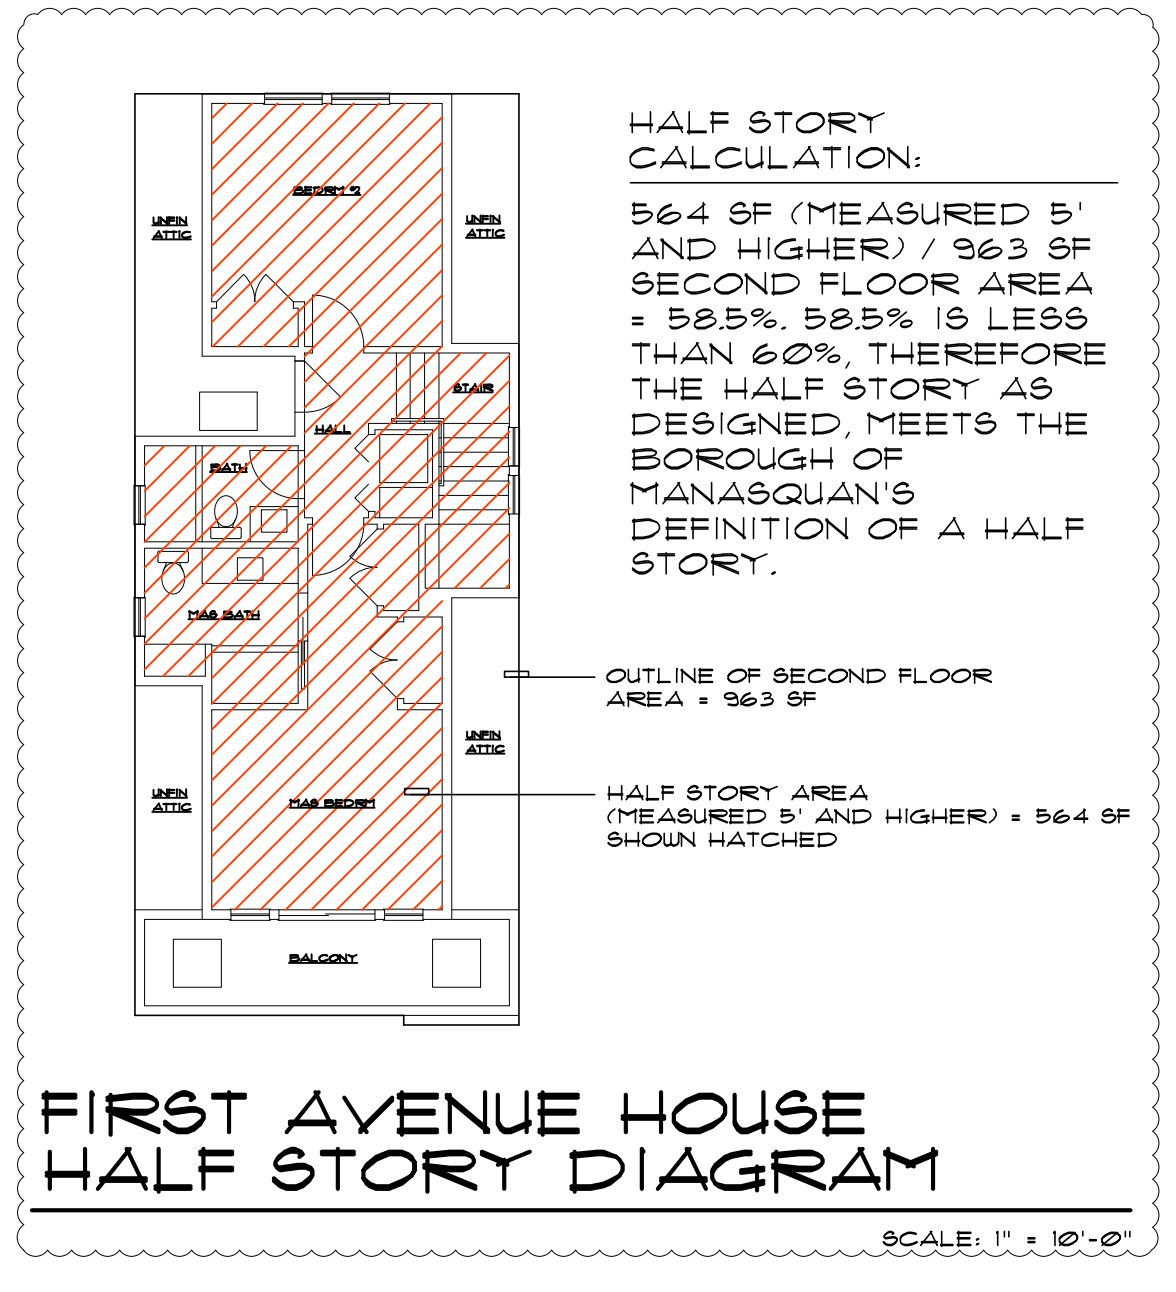 BEDRM #2
UNFIN
ATTIC
UNFIN
ATTIC
STAIR
HALL
BATH
MAS BATH
UNFIN
ATTIC
UNFIN
ATTIC
MAS BEDRM
BALCONY
HALF STORY
CALCULATION:
564 SF (MEASURED 5'
AND HIGHER) / 963 SF
SECOND FLOOR AREA
= 58.5%. 58.5% IS LESS
THAN 60%, THEREFORE
THE HALF STORY AS
DESIGNED, MEETS THE
BOROUGH OF
MANASQUAN'S
DEFINITION OF A HALF
STORY.
OUTLINE OF SECOND FLOOR
AREA = 963 SF
HALF STORY AREA
(MEASURED 5' AND HIGHER) = 564 SF
SHOWN HATCHED
FIRST AVENUE HOUSE
HALF STORY DIAGRAM
SCALE: 1" = 10'-0"